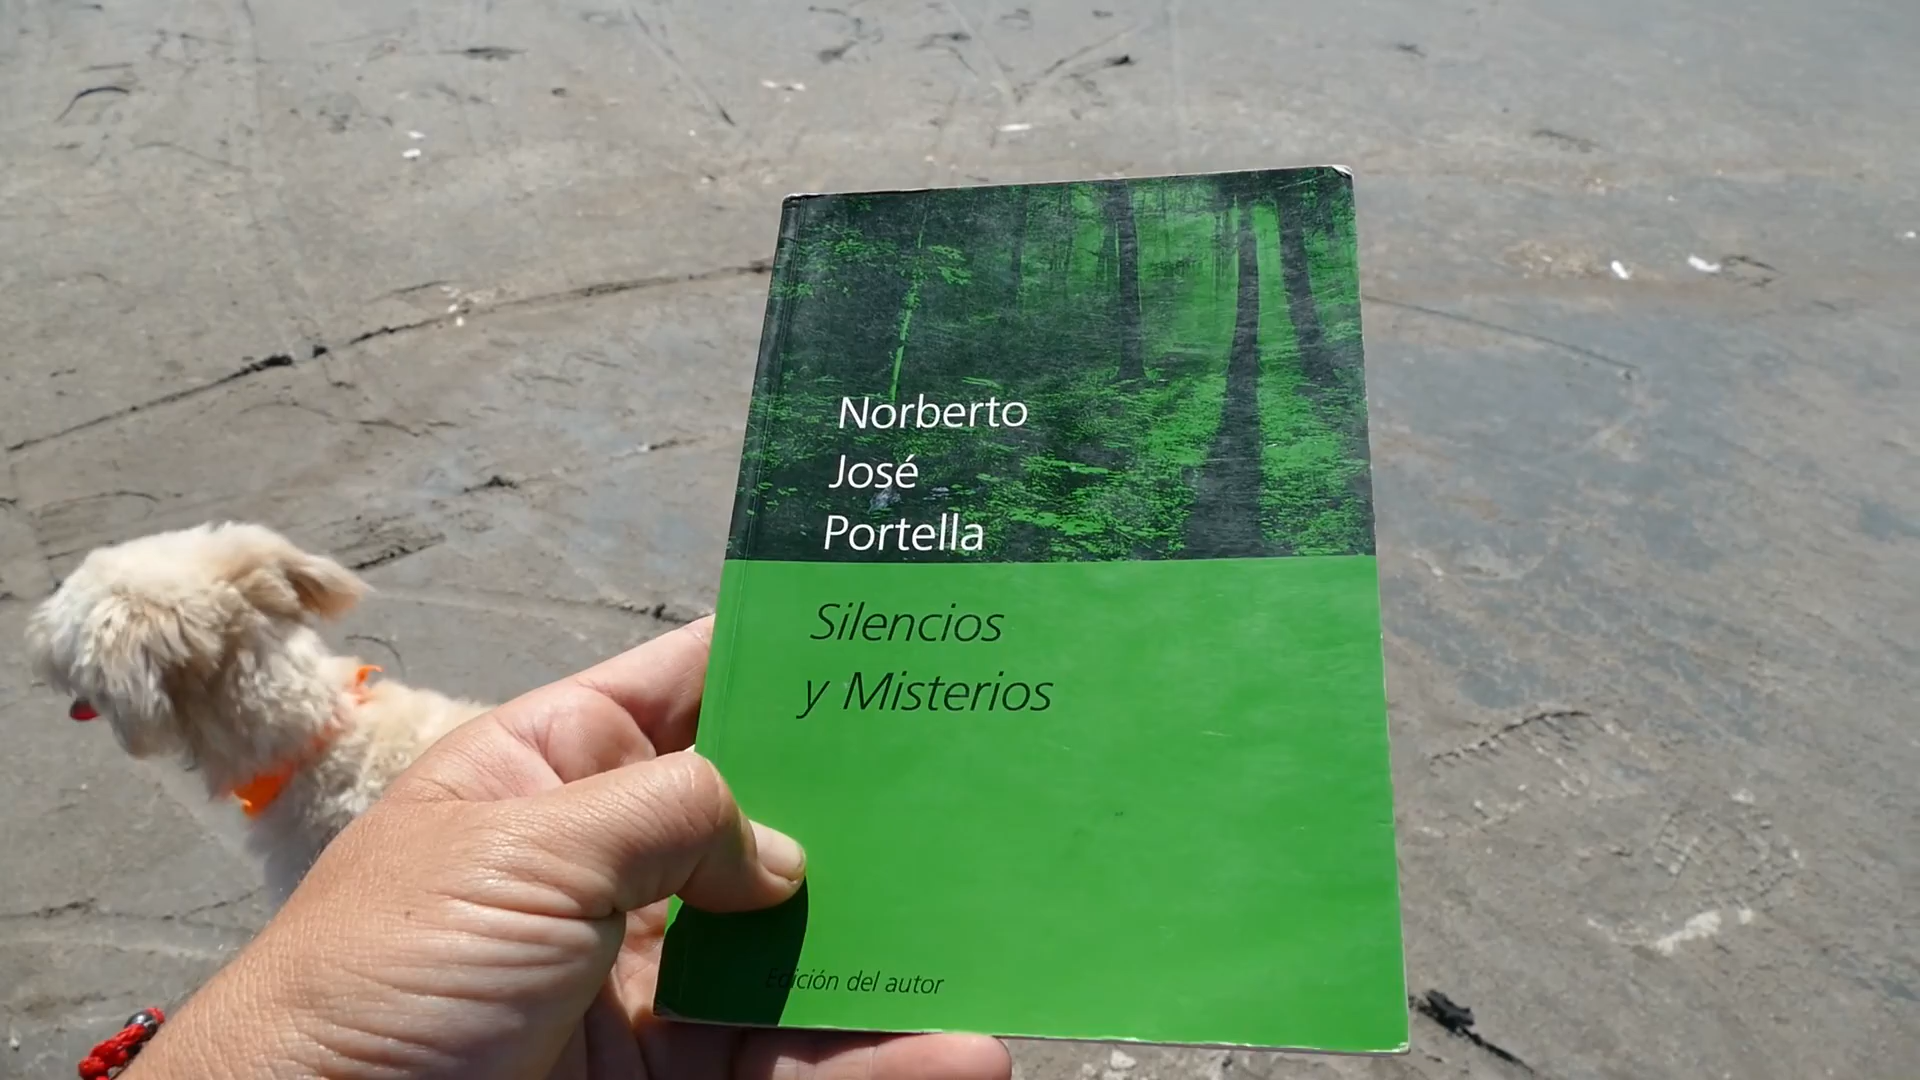 Norberto
José
Portella
Silencios
y Misterios
Edición del autor